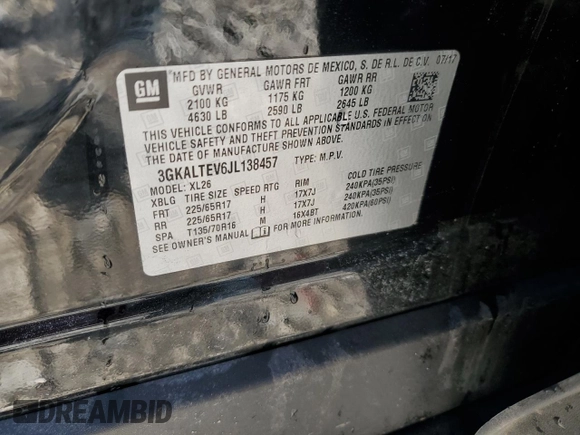 GM
MFD BY GENERAL MOTORS DE MEXICO, S. DE R.L. DE C.V. 07/17
GVWR GAWR FRT GAWR RR
2100 KG 1175 KG 1200 KG
4630 LB 2590 LB 2645 LB
THIS VEHICLE CONFORMS TO ALL APPLICABLE U.S. FEDERAL MOTOR
VEHICLE SAFETY AND THEFT PREVENTION STANDARDS IN EFFECT ON
THE DATE OF MANUFACTURE SHOWN ABOVE.
3GKALTEV6JL138457 TYPE: M.P.V.
MODEL: XL26
XBLG TIRE SIZE SPEED RTG RIM COLD TIRE PRESSURE
FRT 225/65R17 H 17X7J 240KPA(35PSI)
RR 225/65R17 H 17X7J 240KPA(35PSI)
SPA T135/70R16 M 16X4BT 420KPA(60PSI)
SEE OWNER'S MANUAL FOR MORE INFORMATION
DREAMBID